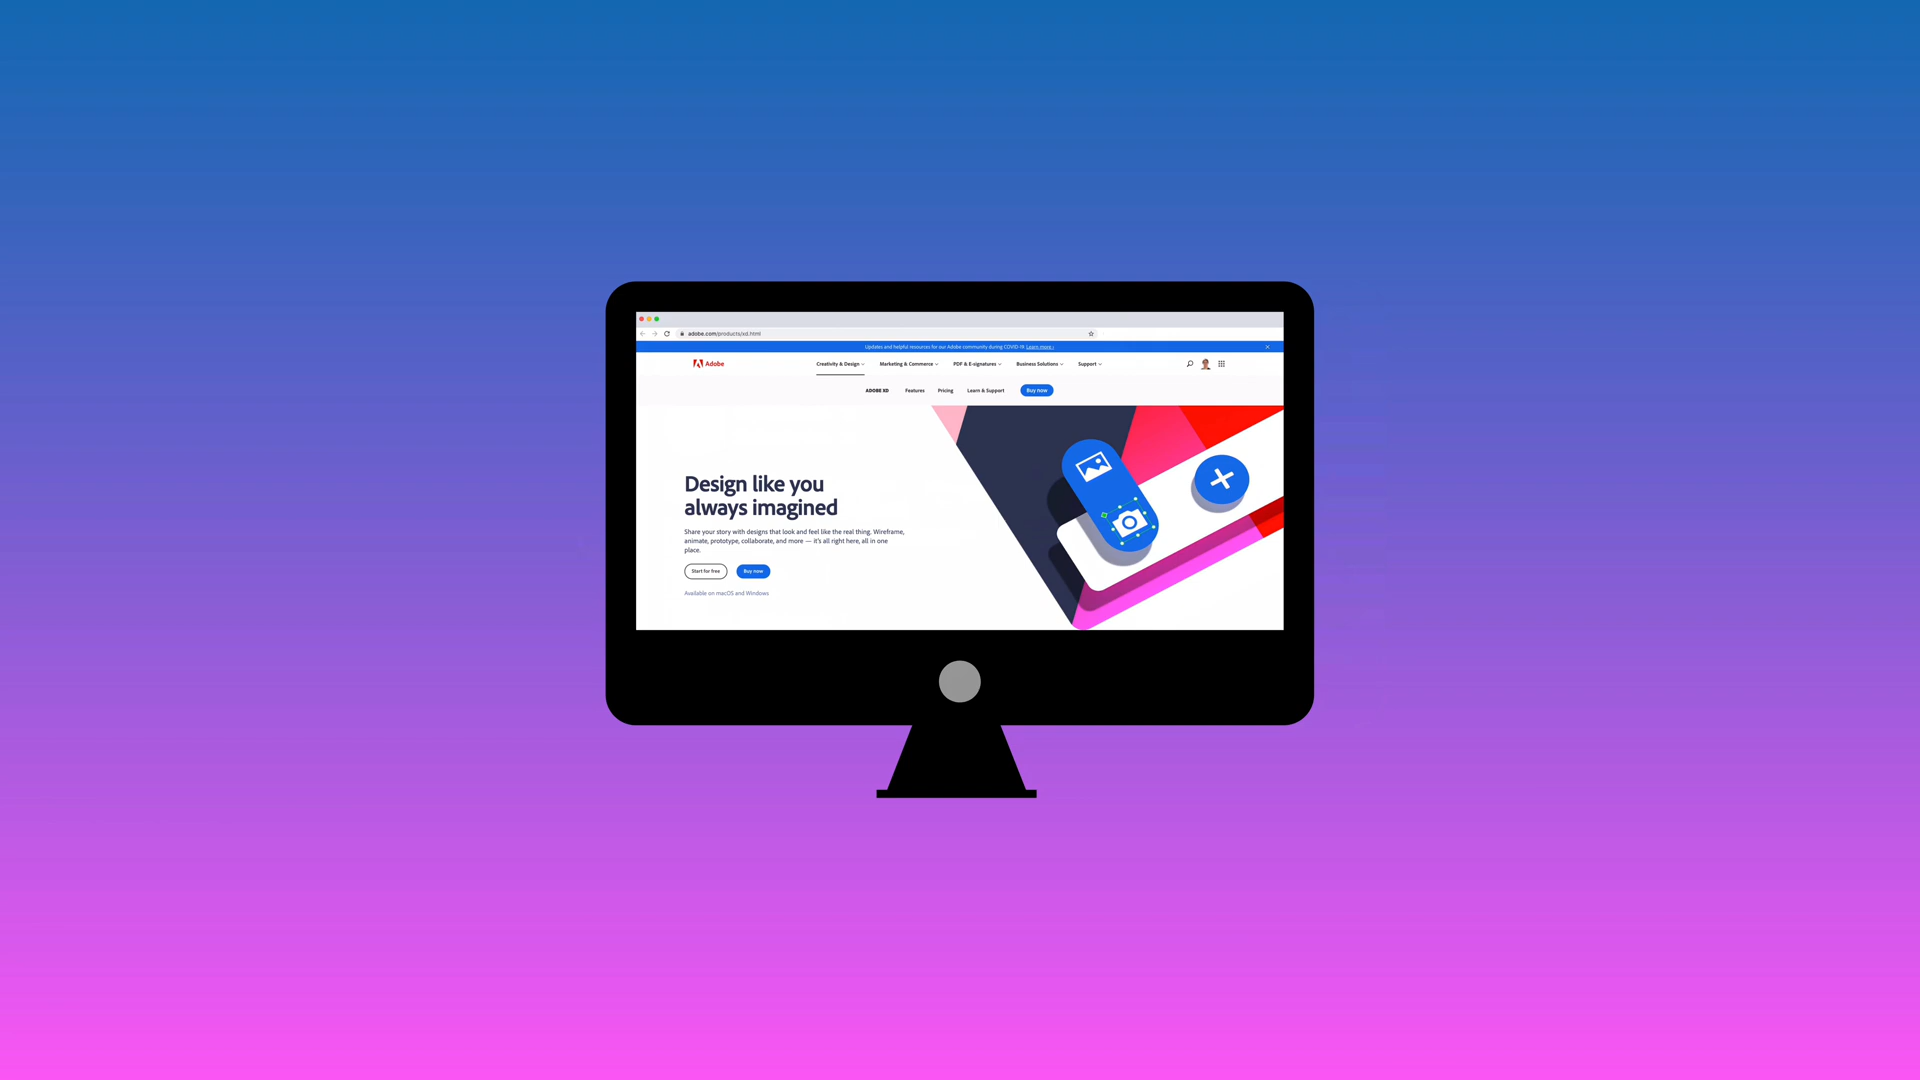 adobe.com/products/xd.html
Updates and helpful resources for our Adobe community during COVID-19. Learn more ›
Adobe
Creativity & Design
Marketing & Commerce
PDF & E-signatures
Business Solutions
Support
ADOBE XD
Features
Pricing
Learn & Support
Buy now
Design like you
always imagined
Share your story with designs that look and feel like the real thing. Wireframe,
animate, prototype, collaborate, and more — it's all right here, all in one
place.
Start for free
Buy now
Available on macOS and Windows